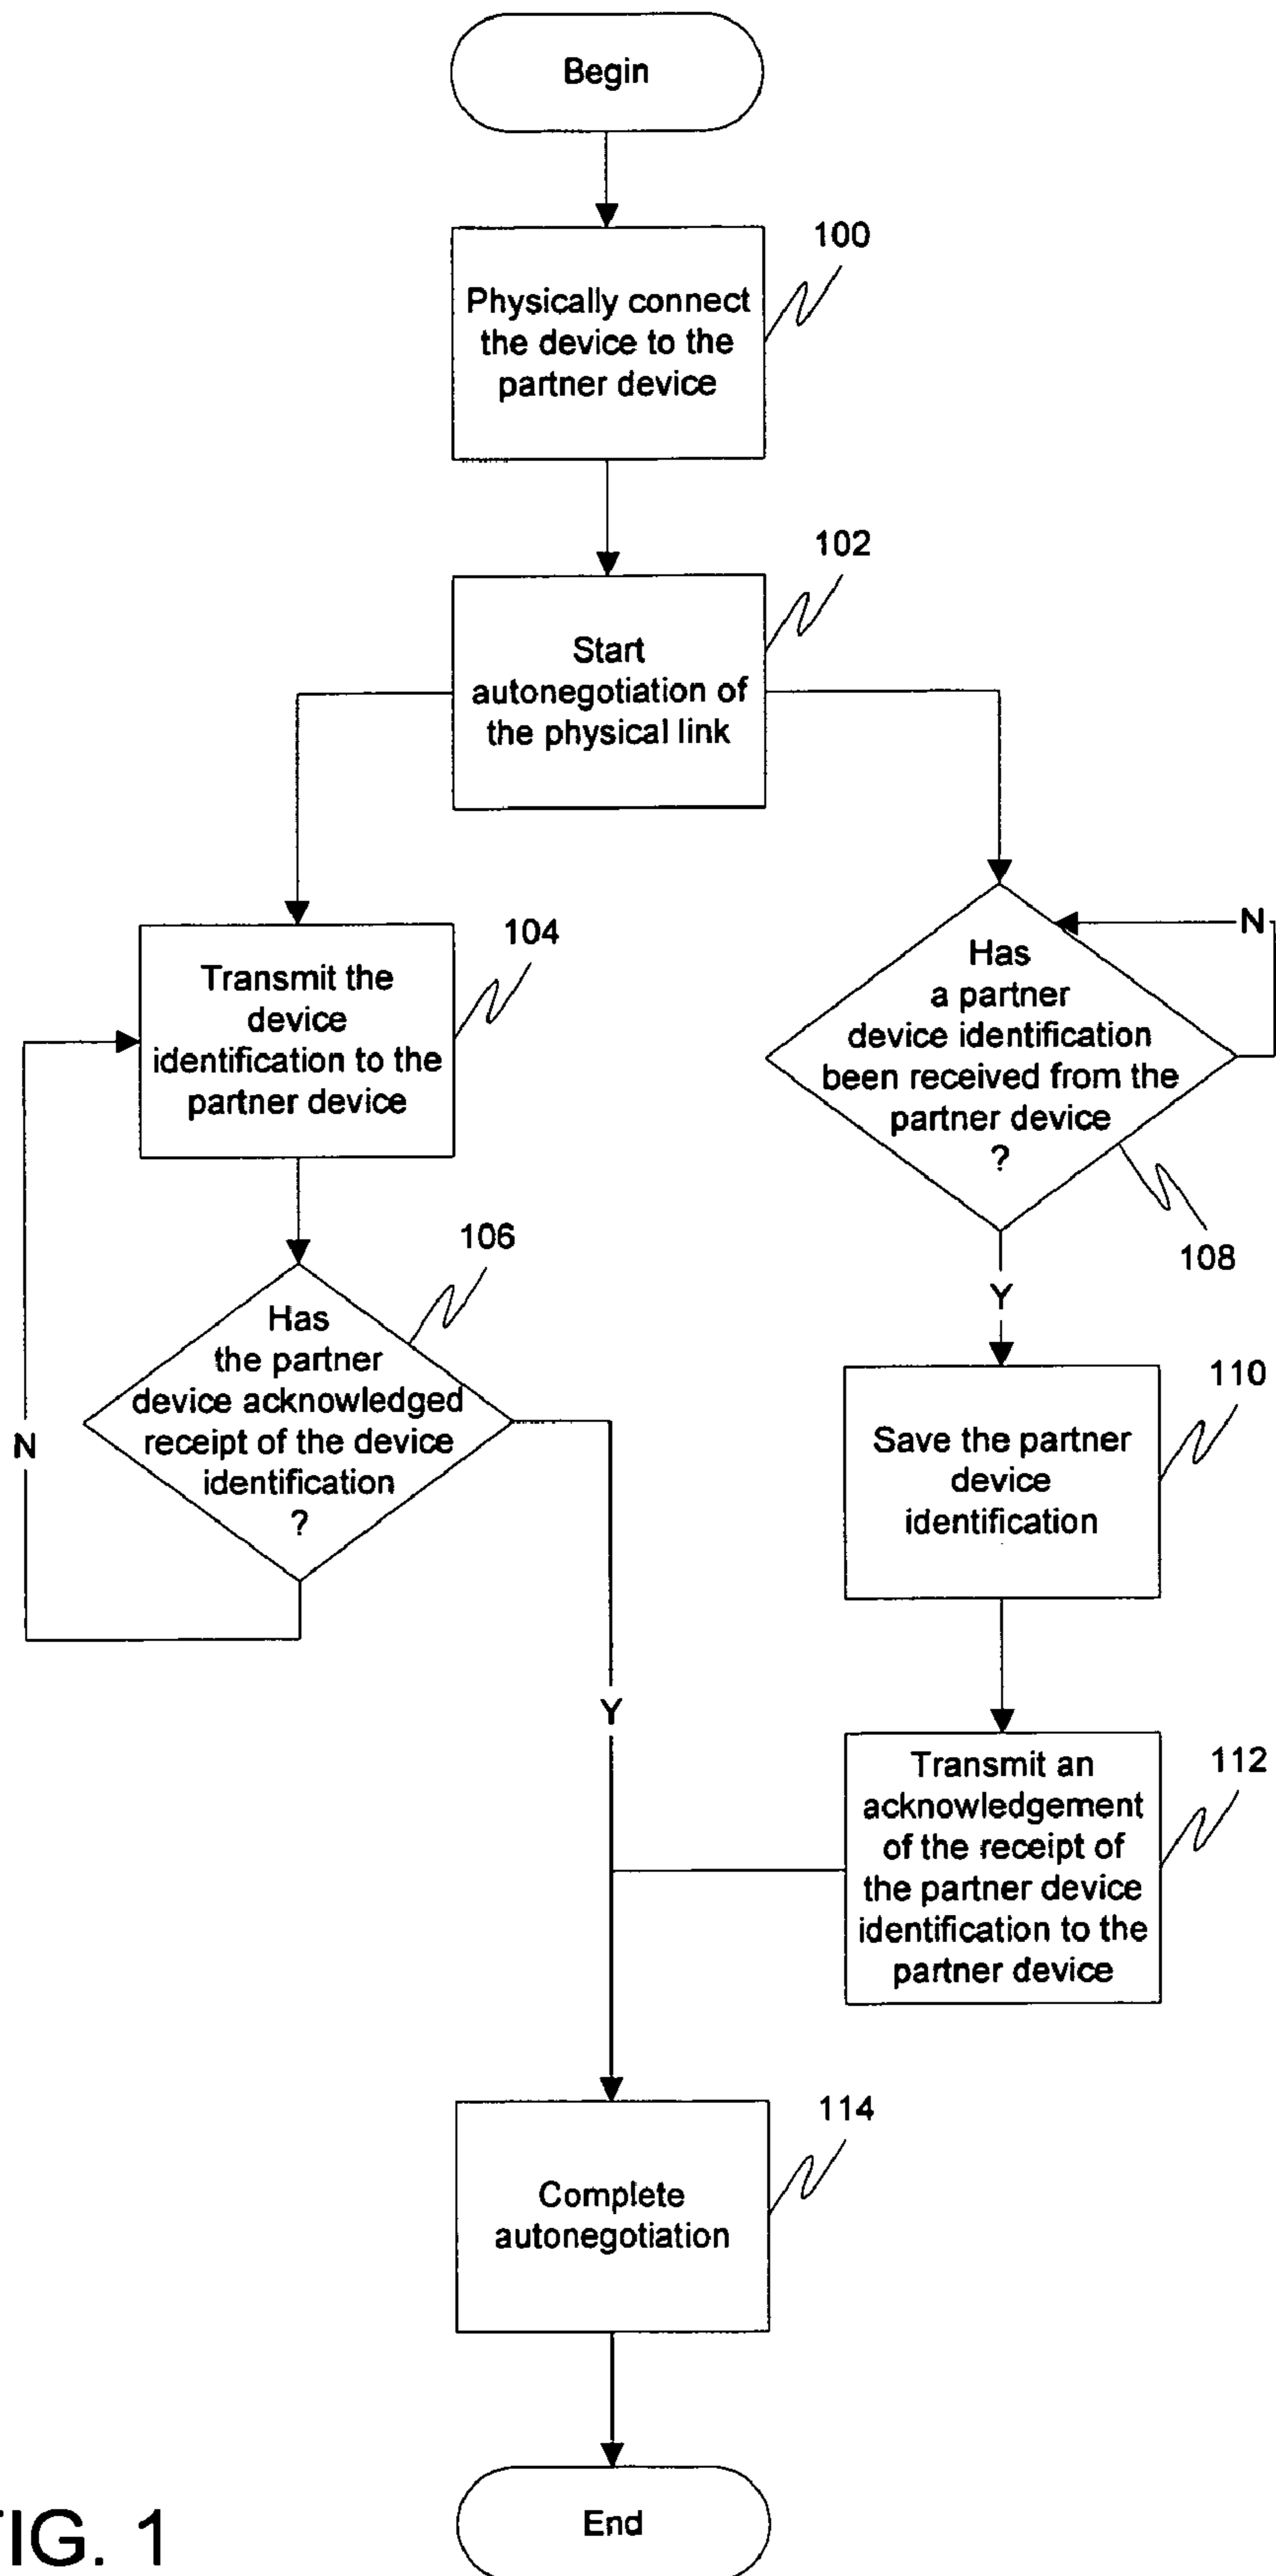 Begin
100
Physically connect
the device to the
partner device
102
Start
autonegotiation of
the physical link
104
Transmit the
device
identification to the
partner device
N
Has
a partner
device identification
been received from the
partner device
?
108
106
Has
the partner
device acknowledged
receipt of the device
identification
?
N
Y
110
Save the partner
device
identification
Y
112
Transmit an
acknowledgement
of the receipt of
the partner device
identification to the
partner device
114
Complete
autonegotiation
End
FIG. 1